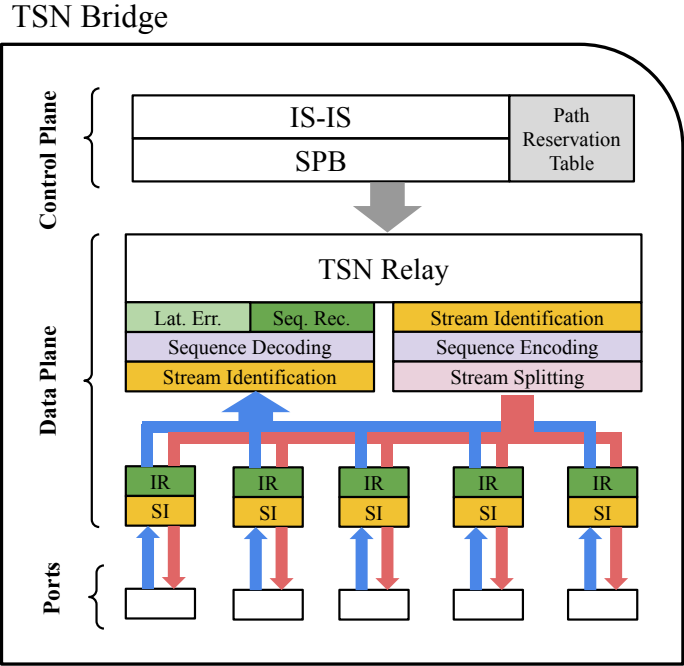 TSN Bridge
Control Plane
IS-IS
SPB
Path
Reservation
Table
Data Plane
TSN Relay
Lat. Err.
Seq. Rec.
Sequence Decoding
Stream Identification
Stream Identification
Sequence Encoding
Stream Splitting
IR
SI
IR
SI
IR
SI
IR
SI
IR
SI
Ports